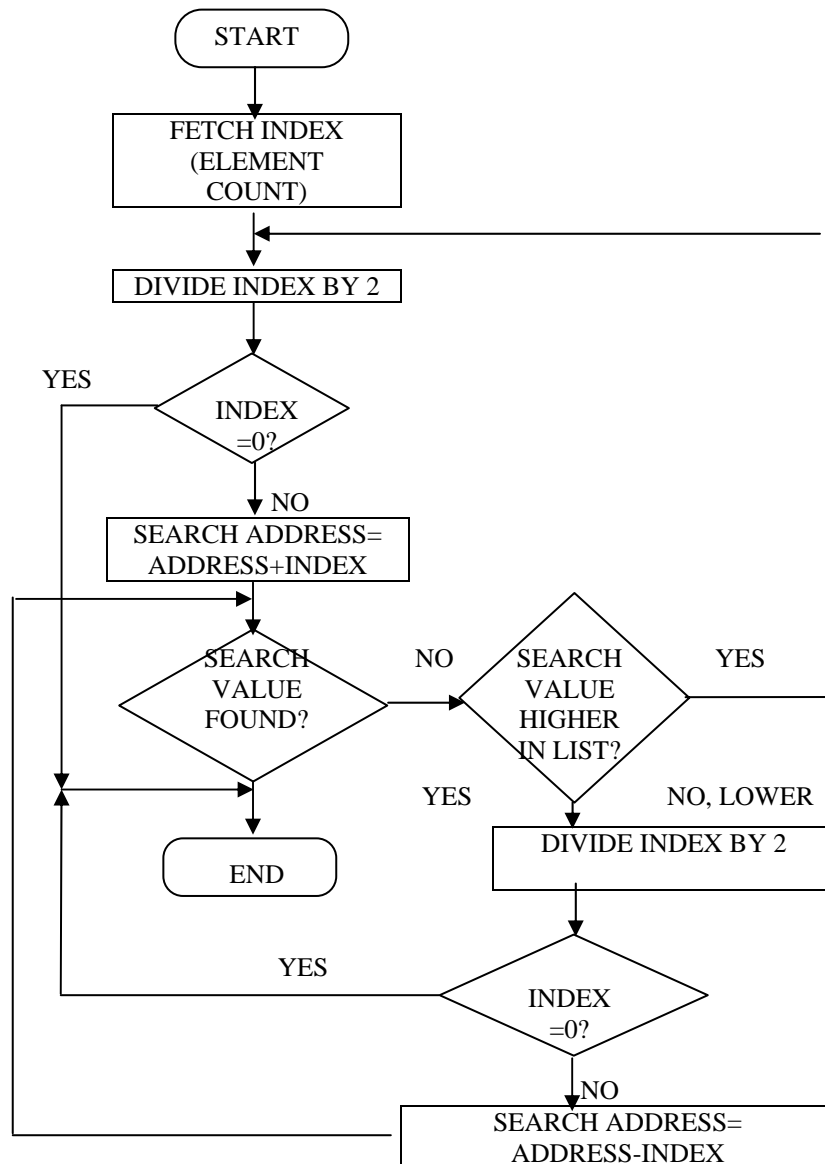 START
FETCH INDEX
(ELEMENT
COUNT)
DIVIDE INDEX BY 2
YES
INDEX
=0?
NO
SEARCH ADDRESS=
ADDRESS+INDEX
SEARCH
VALUE
FOUND?
NO
SEARCH
VALUE
HIGHER
IN LIST?
YES
YES
NO, LOWER
DIVIDE INDEX BY 2
END
YES
INDEX
=0?
NO
SEARCH ADDRESS=
ADDRESS-INDEX